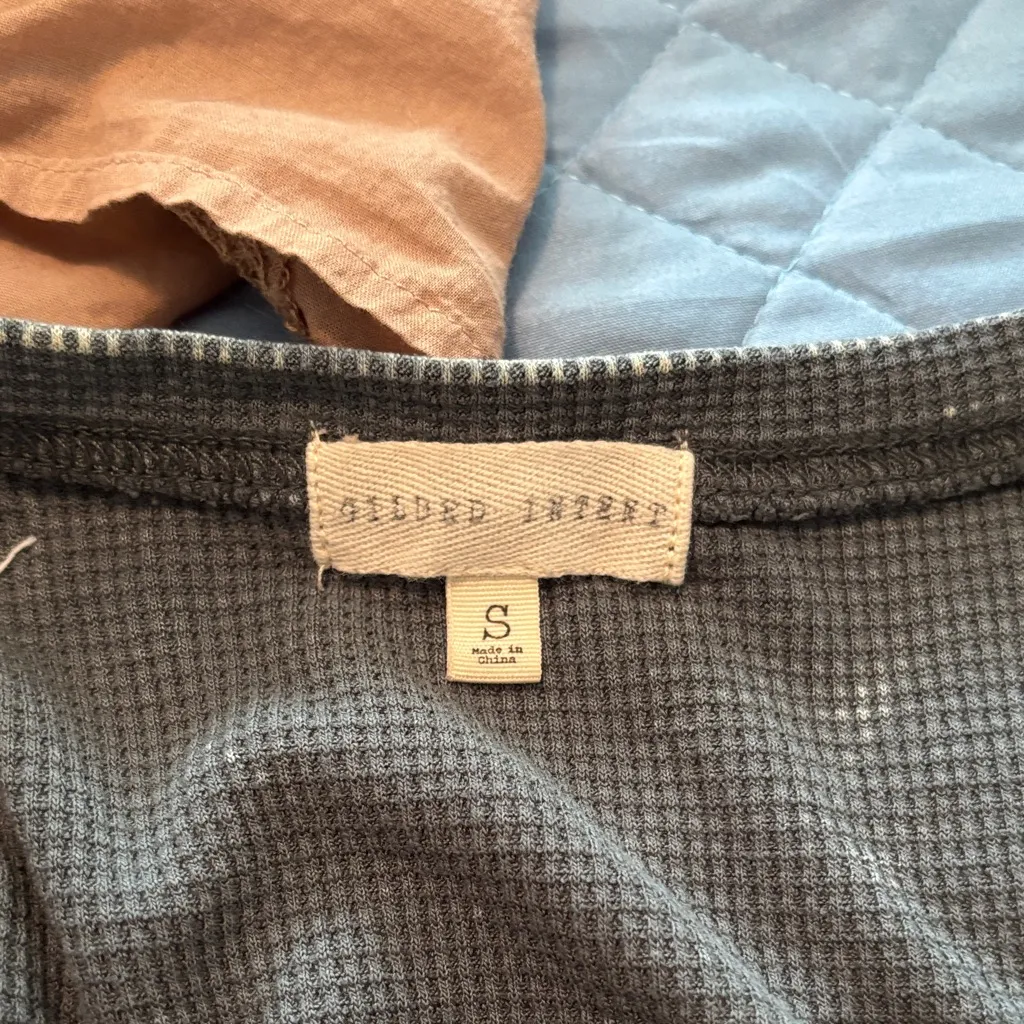 GILDED INTENT
S
Made in
China